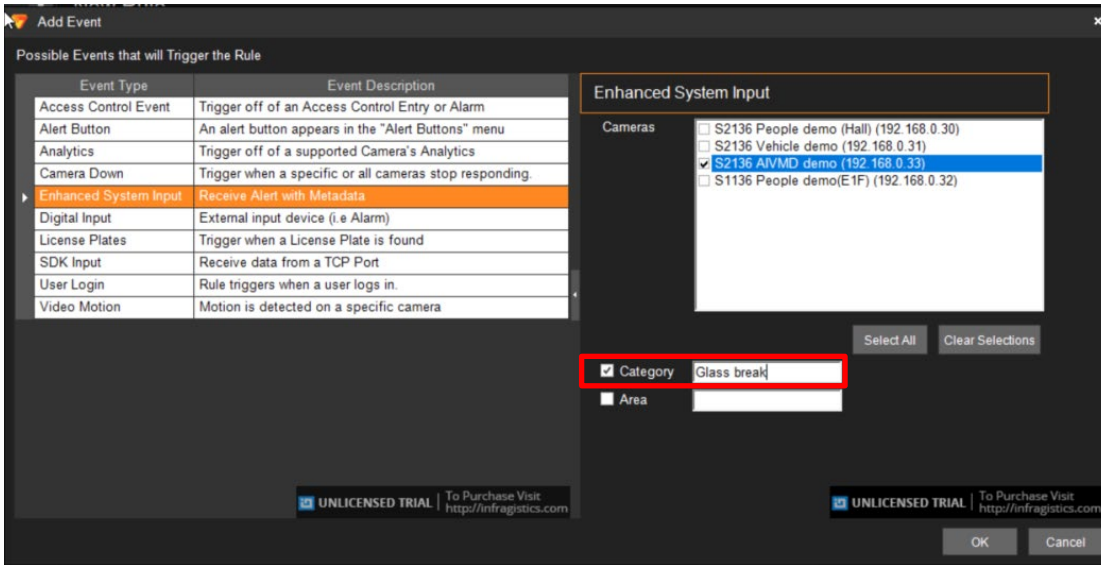 Add Event
Possible Events that will Trigger the Rule
Event Type Event Description
Access Control Event Trigger off of an Access Control Entry or Alarm
Alert Button An alert button appears in the "Alert Buttons" menu
Analytics Trigger off of a supported Camera's Analytics
Camera Down Trigger when a specific or all cameras stop responding.
Enhanced System Input Receive Alert with Metadata
Digital Input External input device (i.e Alarm)
License Plates Trigger when a License Plate is found
SDK Input Receive data from a TCP Port
User Login Rule triggers when a user logs in.
Video Motion Motion is detected on a specific camera
UNLICENSED TRIAL To Purchase Visit
http://infragistics.com
Enhanced System Input
Cameras
S2136 People demo (Hall) (192.168.0.30)
S2136 Vehicle demo (192.168.0.31)
S2136 AIVMD demo (192.168.0.33)
S1136 People demo(E1F) (192.168.0.32)
Select All Clear Selections
Category Glass break
Area
UNLICENSED TRIAL To Purchase Visit
http://infragistics.com
OK Cancel